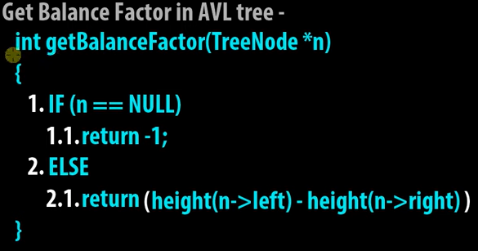 Get Balance Factor in AVL tree -
int getBalanceFactor(TreeNode *n)
{
1. IF (n == NULL)
1.1. return -1;
2. ELSE
2.1. return (height(n->left) - height(n->right) )
}